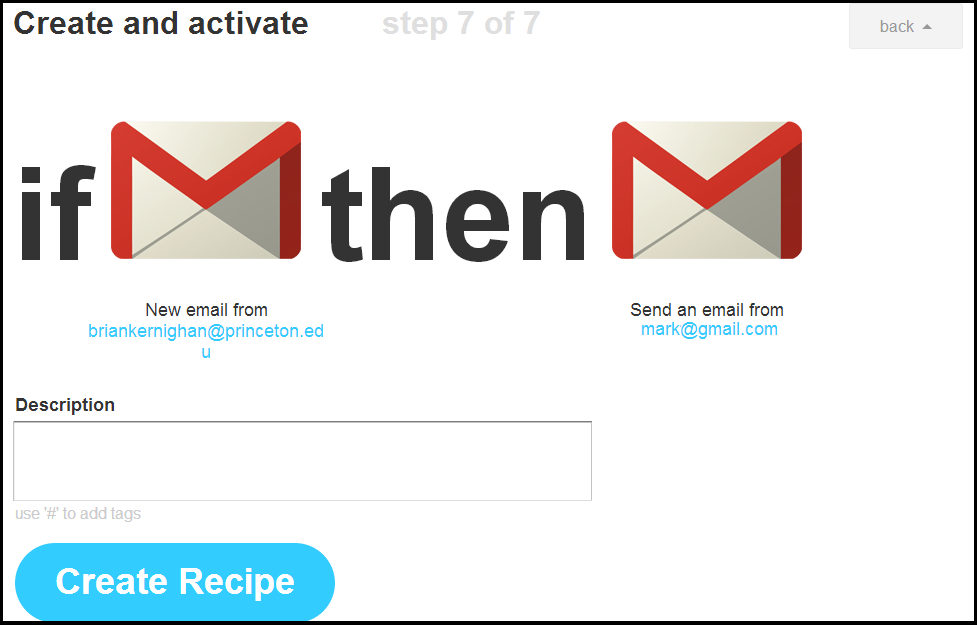 Create and activate step 7 of 7 back
if then
New email from Send an email from
briankernighan@princeton.ed mark@gmail.com
u
Description
use '#' to add tags
Create Recipe